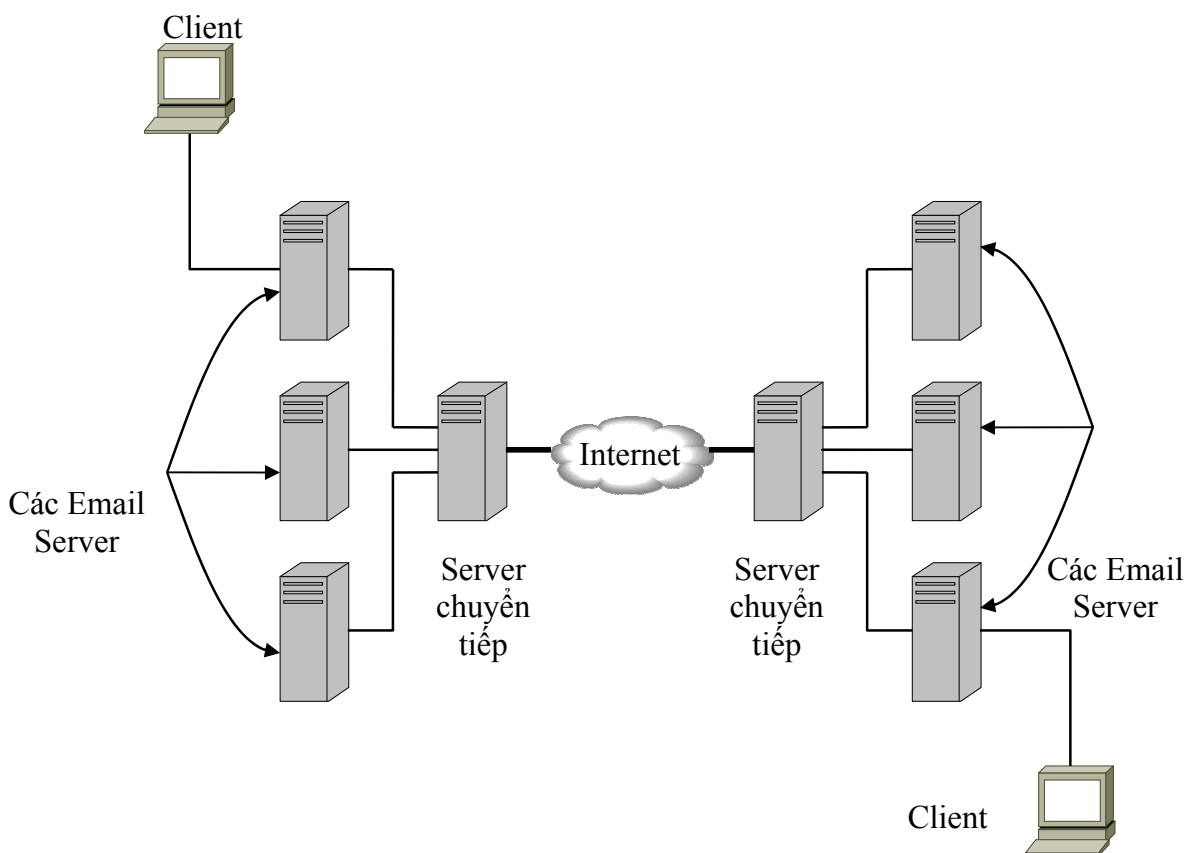 Client
Internet
Các Email
Server
Server
chuyển
tiếp
Server
chuyển
tiếp
Các Email
Server
Client